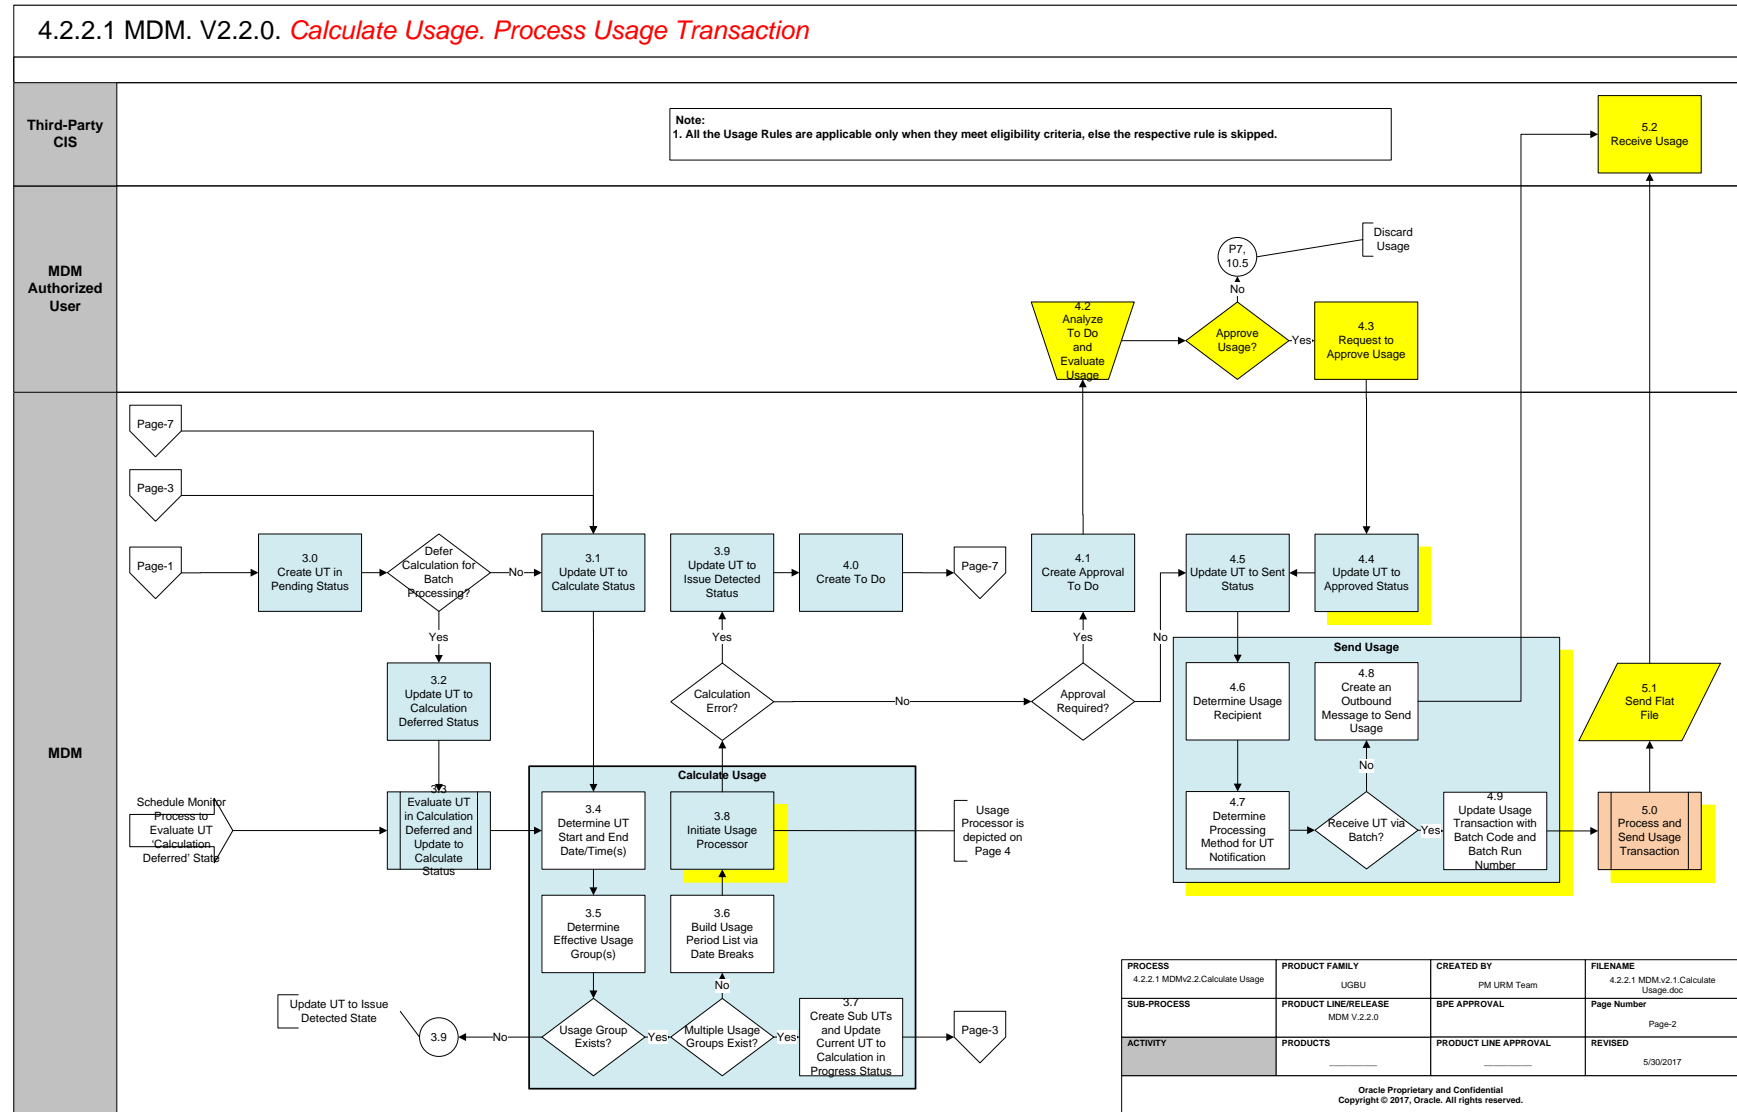 4.2.2.1 MDM. V2.2.0. Calculate Usage. Process Usage Transaction
Third-Party
CIS
Note:
1. All the Usage Rules are applicable only when they meet eligibility criteria, else the respective rule is skipped.
5.2
Receive Usage
MDM
Authorized
User
P7,
10.5
Discard
Usage
No
4.2
Analyze
To Do
and
Evaluate
Usage
Approve
Usage?
Yes
4.3
Request to
Approve Usage
MDM
Page-7
Page-3
Page-1
3.0
Create UT in
Pending Status
Defer
Calculation for
Batch
Processing?
No
3.1
Update UT to
Calculate Status
3.9
Update UT to
Issue Detected
Status
4.0
Create To Do
Page-7
4.1
Create Approval
To Do
4.5
Update UT to Sent
Status
4.4
Update UT to
Approved Status
Yes
Yes
Yes
No
3.2
Update UT to
Calculation
Deferred Status
Calculation
Error?
No
Approval
Required?
Send Usage
4.6
Determine Usage
Recipient
4.8
Create an
Outbound
Message to Send
Usage
5.1
Send Flat
File
No
Calculate Usage
Schedule Monitor
Process to
Evaluate UT
‘Calculation
Deferred’ State
3.3
Evaluate UT
in Calculation
Deferred and
Update to
Calculate
Status
3.4
Determine UT
Start and End
Date/Time(s)
3.8
Initiate Usage
Processor
Usage
Processor is
depicted on
Page 4
4.7
Determine
Processing
Method for UT
Notification
Receive UT via
Batch?
Yes
4.9
Update Usage
Transaction with
Batch Code and
Batch Run
Number
5.0
Process and
Send Usage
Transaction
3.5
Determine
Effective Usage
Group(s)
3.6
Build Usage
Period List via
Date Breaks
No
Update UT to Issue
Detected State
3.9
No
Usage Group
Exists?
Yes
Multiple Usage
Groups Exist?
Yes
3.7
Create Sub UTs
and Update
Current UT to
Calculation in
Progress Status
Page-3
PROCESS
4.2.2.1 MDMv2.2.Calculate Usage
PRODUCT FAMILY
UGBU
CREATED BY
PM URM Team
FILENAME
4.2.2.1 MDM.v2.1.Calculate
Usage.doc
SUB-PROCESS
PRODUCT LINE/RELEASE
MDM V.2.2.0
BPE APPROVAL
Page Number
Page-2
ACTIVITY
PRODUCTS
PRODUCT LINE APPROVAL
REVISED
5/30/2017
Oracle Proprietary and Confidential
Copyright © 2017, Oracle. All rights reserved.